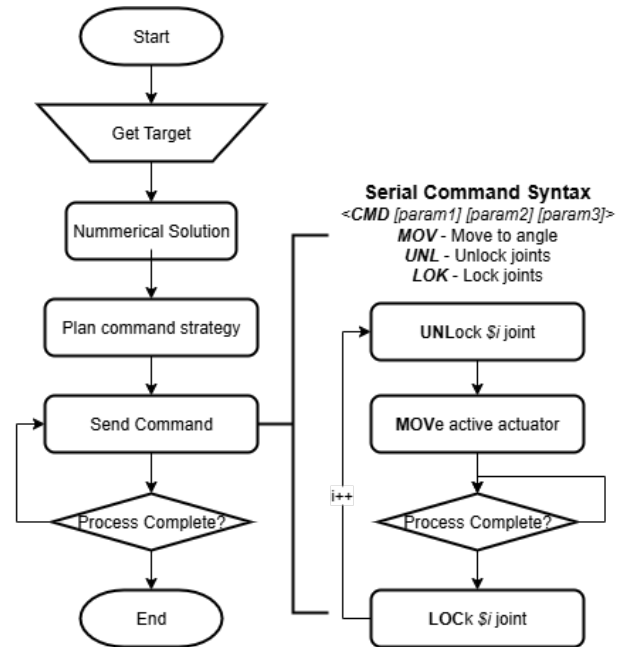 Start
Get Target
Nummerical Solution
Plan command strategy
Send Command
Process Complete?
End
Serial Command Syntax
<CMD [param1] [param2] [param3]>
MOV - Move to angle
UNL - Unlock joints
LOK - Lock joints
UNLock $i joint
MOVe active actuator
Process Complete?
i++
LOCk $i joint